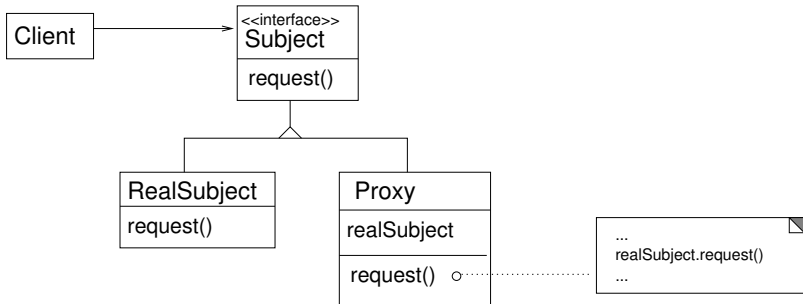 Client
<<interface>>
Subject
request()
RealSubject
request()
Proxy
realSubject
request()
...
realSubject.request()
...